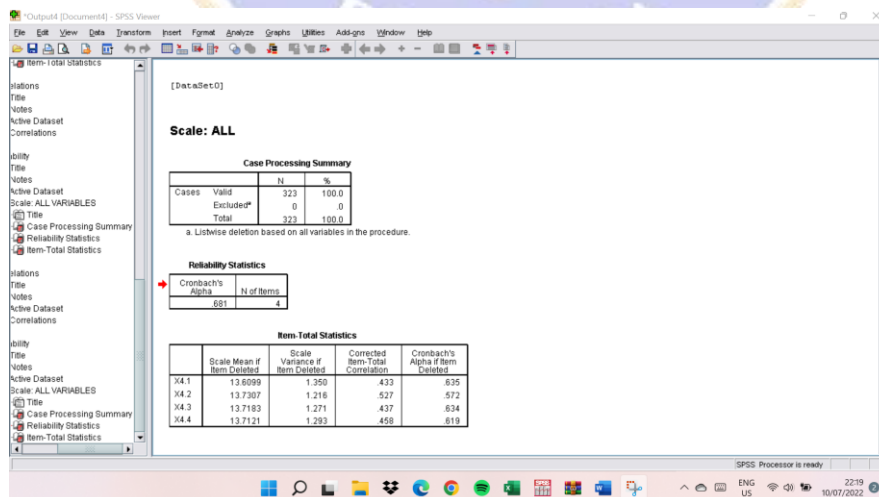 *Output4 [Document4] - SPSS Viewer
File Edit View Data Transform Insert Format Analyze Graphs Utilities Add-ons Window Help
Item-Total Statistics
elations
Title
Notes
Active Dataset
Correlations
ability
Title
Notes
Active Dataset
Scale: ALL VARIABLES
Title
Case Processing Summary
Reliability Statistics
Item-Total Statistics
elations
Title
Notes
Active Dataset
Correlations
ability
Title
Notes
Active Dataset
Scale: ALL VARIABLES
Title
Case Processing Summary
Reliability Statistics
Item-Total Statistics
[DataSet0]
Scale: ALL
Case Processing Summary
N %
Cases Valid 323 100.0
Excludedᵃ 0 .0
Total 323 100.0
a. Listwise deletion based on all variables in the procedure.
Reliability Statistics
Cronbach's Alpha N of Items
.681 4
Item-Total Statistics
Scale Mean if Item Deleted Scale Variance if Item Deleted Corrected Item-Total Correlation Cronbach's Alpha if Item Deleted
X4.1 13.6099 1.350 .433 .635
X4.2 13.7307 1.216 .527 .572
X4.3 13.7183 1.271 .437 .634
X4.4 13.7121 1.293 .458 .619
SPSS Processor is ready
ENG
US
22:19
10/07/2022